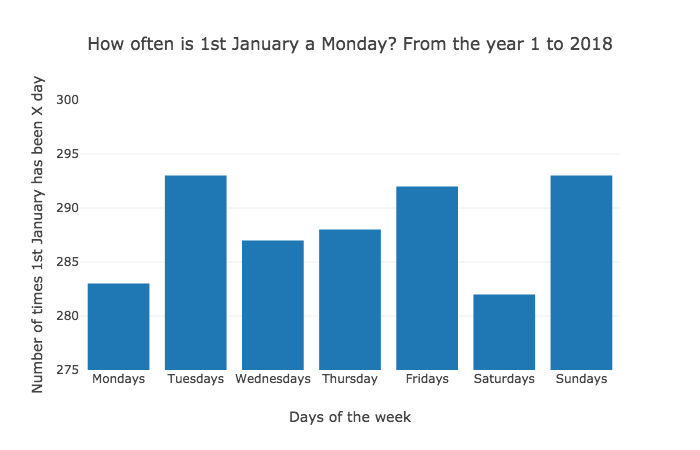 How often is 1st January a Monday? From the year 1 to 2018
Number of times 1st January has been X day
300
295
290
285
280
275
Mondays Tuesdays Wednesdays Thursday Fridays Saturdays Sundays
Days of the week